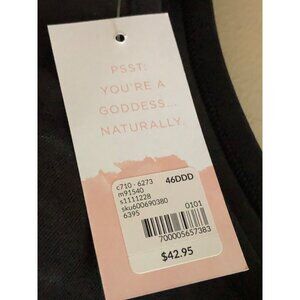 PSST:
YOU'RE A
GODDESS...
NATURALLY.
c710 - 6273 46DDD
m91540
s1111228
sku600690380
6395 0101
700005657383
$42.95